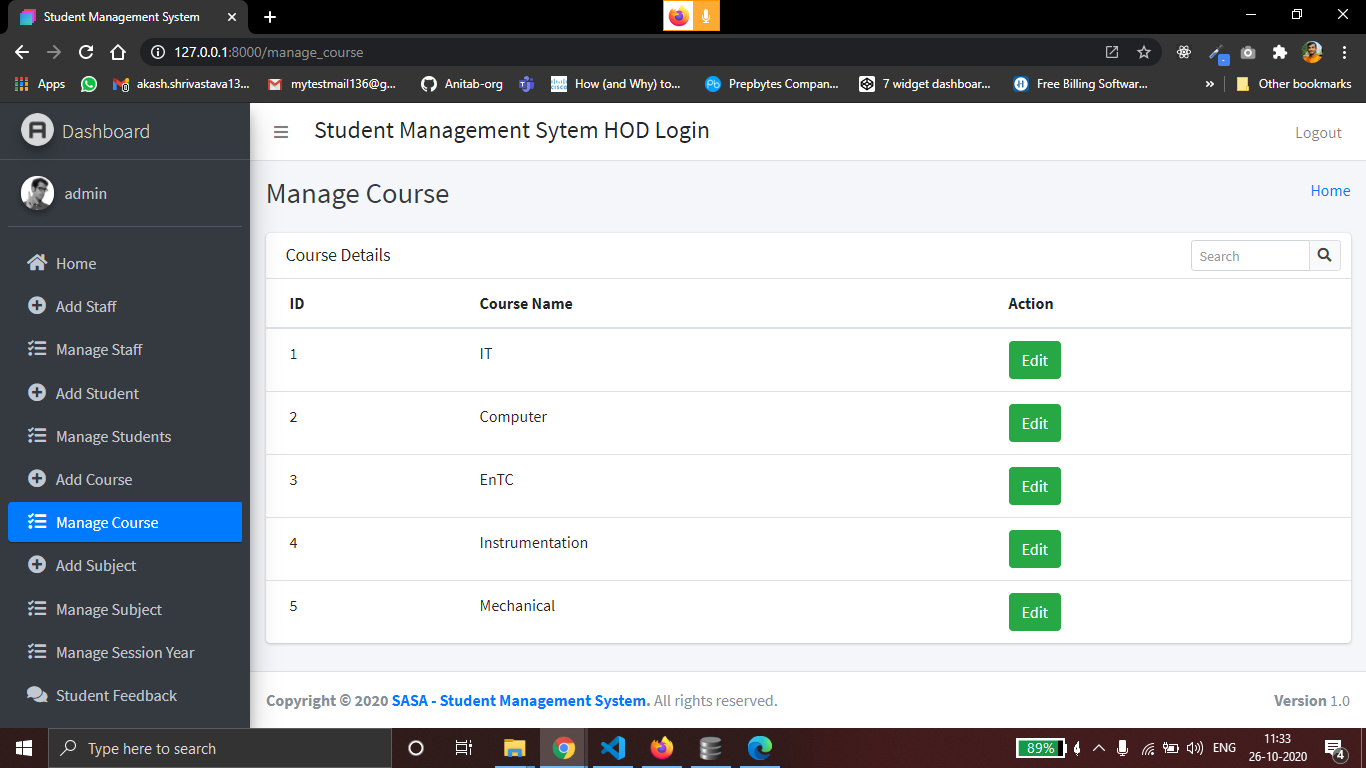 Student Management System
127.0.0.1:8000/manage_course
Apps
akash.shrivastava13...
mytestmail136@g...
Anitab-org
How (and Why) to...
Prepbytes Compan...
7 widget dashboar...
Free Billing Softwar...
»
Other bookmarks
Dashboard
Student Management Sytem HOD Login
Logout
admin
Manage Course
Home
Home
Add Staff
Manage Staff
Add Student
Manage Students
Add Course
Manage Course
Add Subject
Manage Subject
Manage Session Year
Student Feedback
Course Details
Search
ID Course Name Action
1 IT Edit
2 Computer Edit
3 EnTC Edit
4 Instrumentation Edit
5 Mechanical Edit
Copyright © 2020 SASA - Student Management System. All rights reserved.
Version 1.0
Type here to search
89%
ENG
11:33
26-10-2020
4